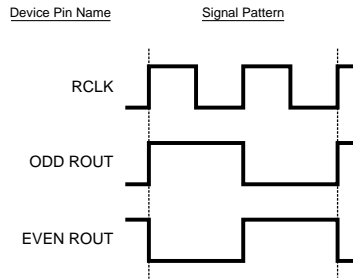 Device Pin Name Signal Pattern
RCLK
ODD ROUT
EVEN ROUT